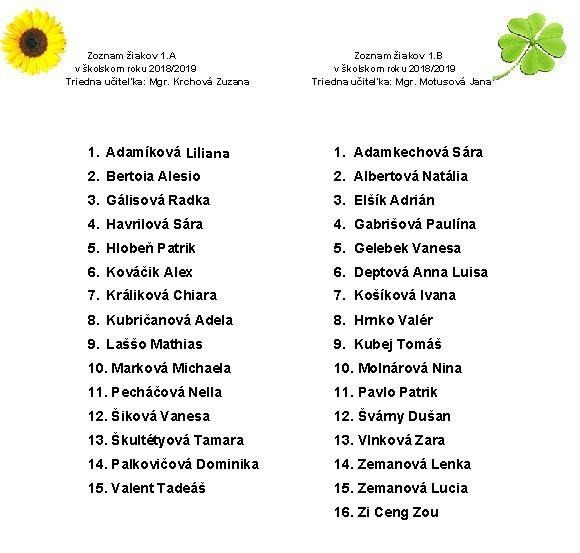 Zoznam žiakov 1.A
v školskom roku 2018/2019
Triedna učiteľka: Mgr. Krchová Zuzana
1. Adamíková Liliana
2. Bertoia Alesio
3. Gálisová Radka
4. Havrilová Sára
5. Hlobeň Patrik
6. Kováčik Alex
7. Králiková Chiara
8. Kubričanová Adela
9. Laššo Mathias
10. Marková Michaela
11. Pecháčová Nella
12. Šiková Vanesa
13. Škultétyová Tamara
14. Palkovičová Dominika
15. Valent Tadeáš
Zoznam žiakov 1.B
v školskom roku 2018/2019
Triedna učiteľka: Mgr. Motusová Jana
1. Adamkechová Sára
2. Albertová Natália
3. Elšík Adrián
4. Gabrišová Paulína
5. Gelebek Vanesa
6. Deptová Anna Luisa
7. Košíková Ivana
8. Hrnko Valér
9. Kubej Tomáš
10. Molnárová Nina
11. Pavlo Patrik
12. Švárny Dušan
13. Vlnková Zara
14. Zemanová Lenka
15. Zemanová Lucia
16. Zi Ceng Zou